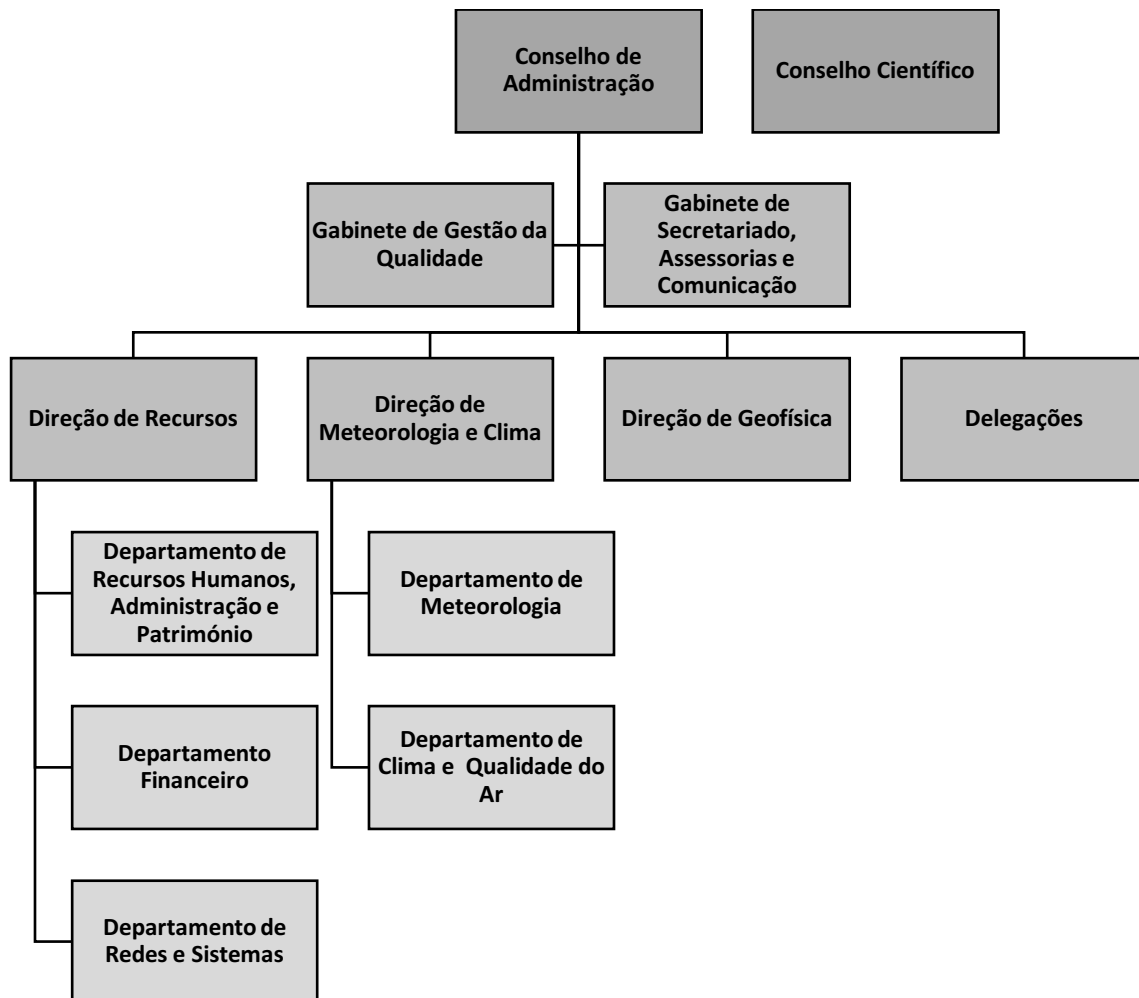 Conselho de
Administração
Conselho Científico
Gabinete de Gestão da
Qualidade
Gabinete de
Secretariado,
Assessorias e
Comunicação
Direção de Recursos
Direção de
Meteorologia e Clima
Direção de Geofísica
Delegações
Departamento de
Recursos Humanos,
Administração e
Património
Departamento de
Meteorologia
Departamento
Financeiro
Departamento de
Clima e Qualidade do
Ar
Departamento de
Redes e Sistemas